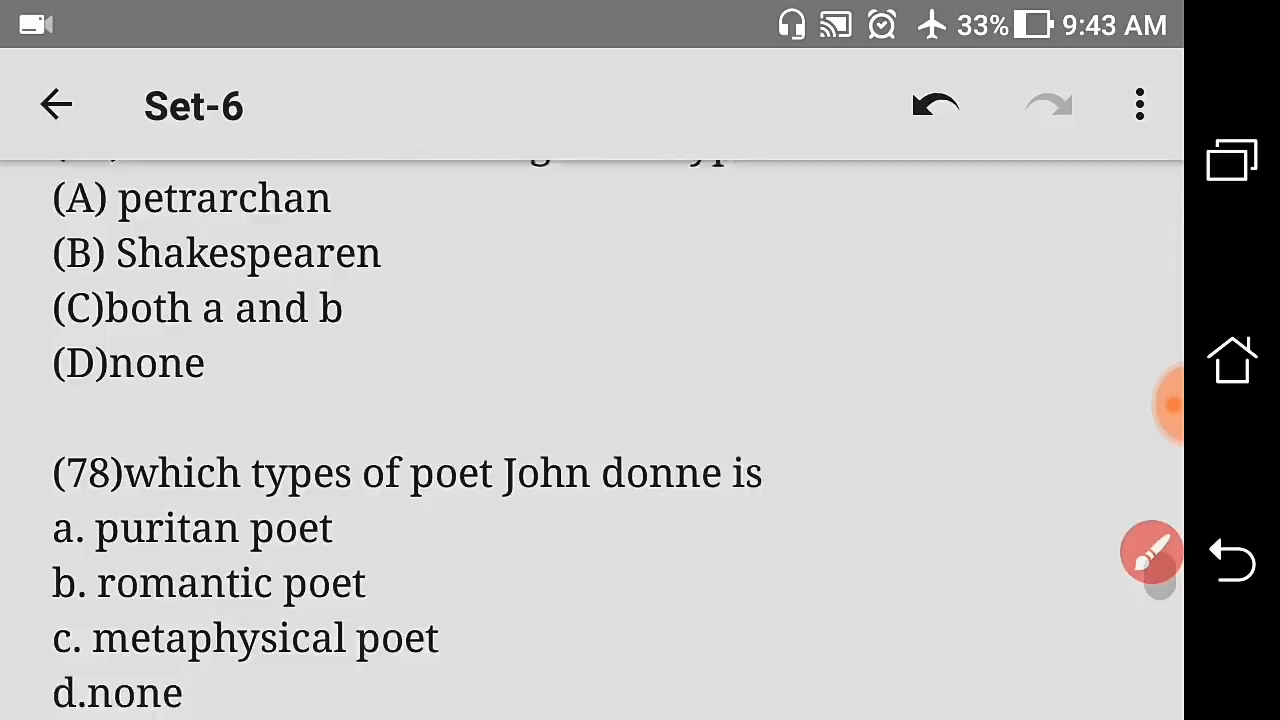 33% 9:43 AM
Set-6
(A) petrarchan
(B) Shakespearen
(C)both a and b
(D)none
(78)which types of poet John donne is
a. puritan poet
b. romantic poet
c. metaphysical poet
d.none